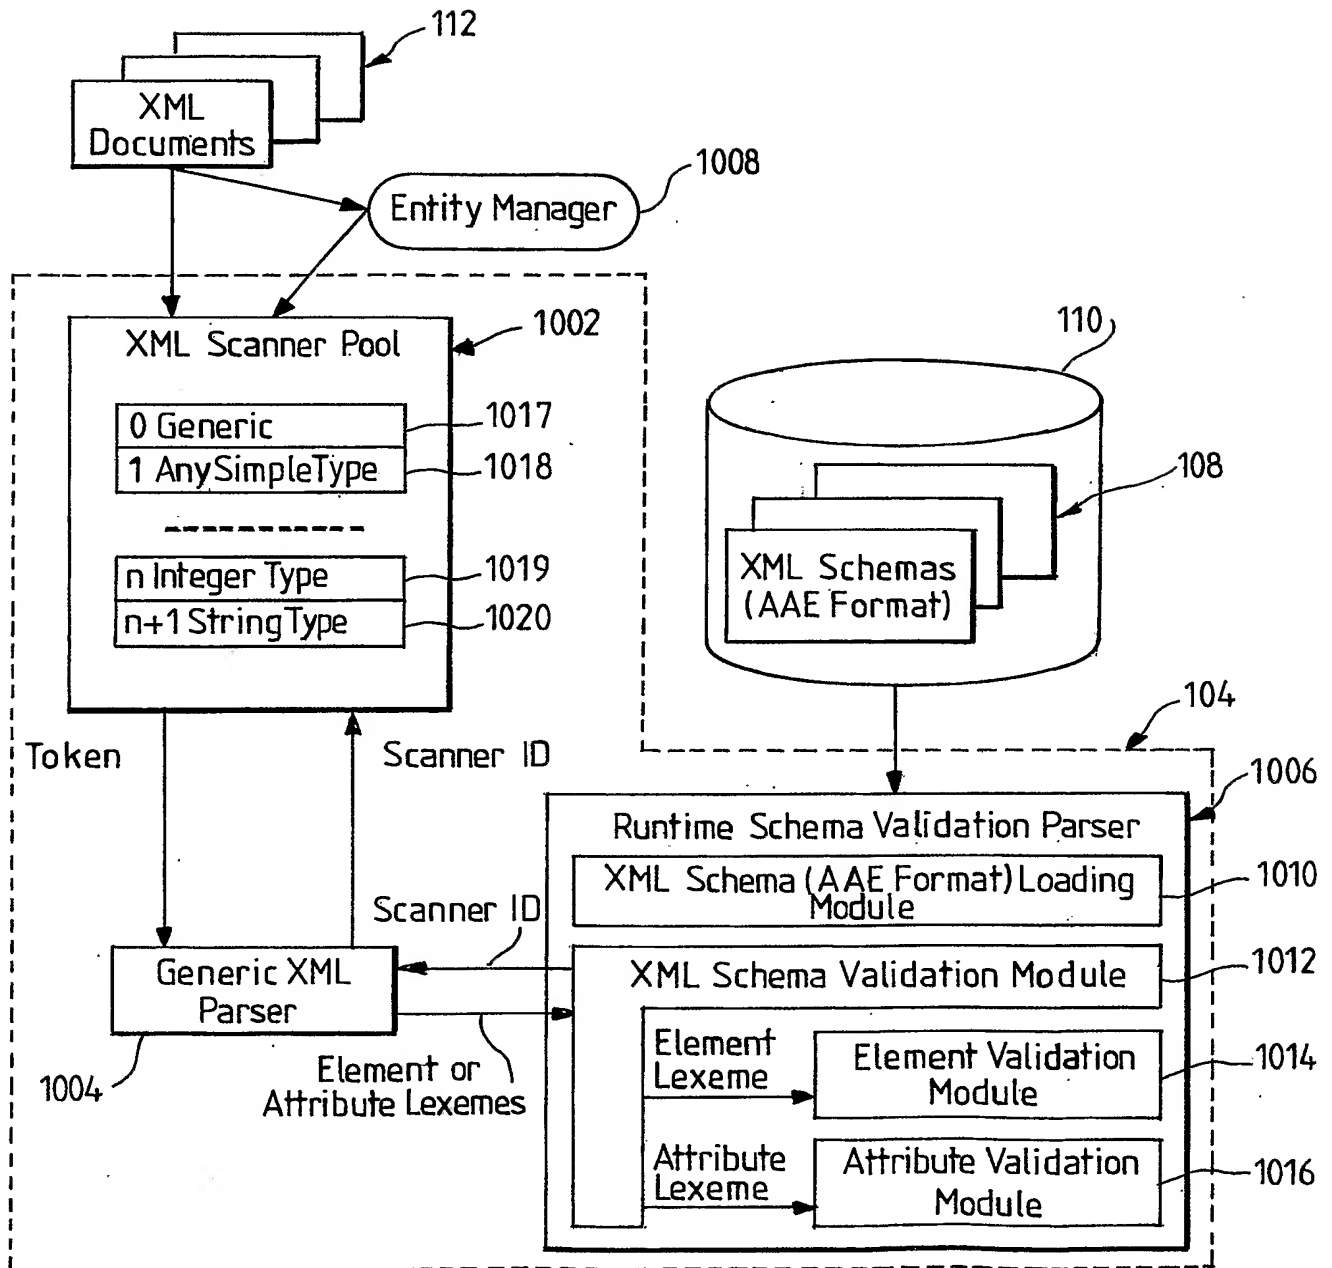 112
XML
Documents
1008
Entity Manager
XML Scanner Pool
1002
0 Generic
1017
1 AnySimpleType
1018
n Integer Type
1019
n+1 StringType
1020
110
108
XML Schemas
(AAE Format)
104
Token
Scanner ID
1006
Runtime Schema Validation Parser
XML Schema (AAE Format) Loading
Module
1010
Scanner ID
Generic XML
Parser
1004
Element or
Attribute Lexemes
XML Schema Validation Module
1012
Element
Lexeme
Element Validation
Module
1014
Attribute
Lexeme
Attribute Validation
Module
1016